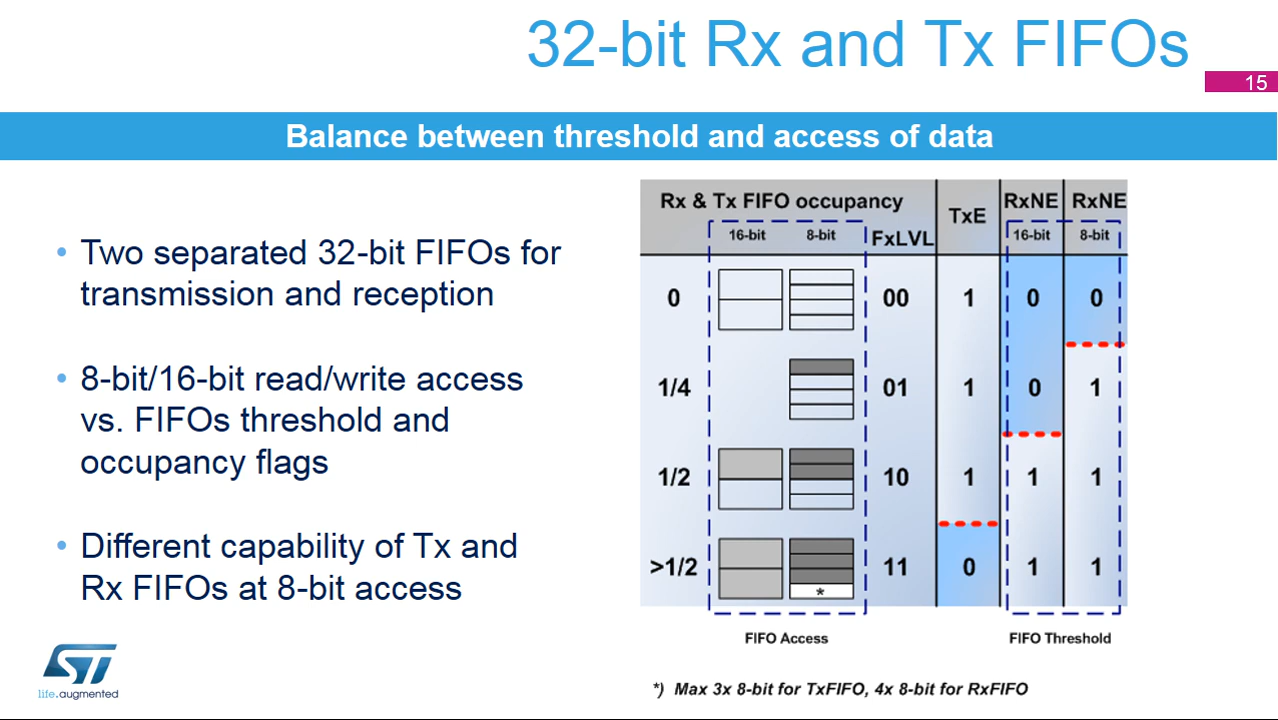 32-bit Rx and Tx FIFOs
15
Balance between threshold and access of data
• Two separated 32-bit FIFOs for
transmission and reception
• 8-bit/16-bit read/write access
vs. FIFOs threshold and
occupancy flags
• Different capability of Tx and
Rx FIFOs at 8-bit access
Rx & Tx FIFO occupancy TxE RxNE RxNE
16-bit 8-bit FxLVL 16-bit 8-bit
0 00 1 0 0
1/4 01 1 0 1
1/2 10 1 1 1
>1/2 * 11 0 1 1
FIFO Access FIFO Threshold
*) Max 3x 8-bit for TxFIFO, 4x 8-bit for RxFIFO
ST
life.augmented